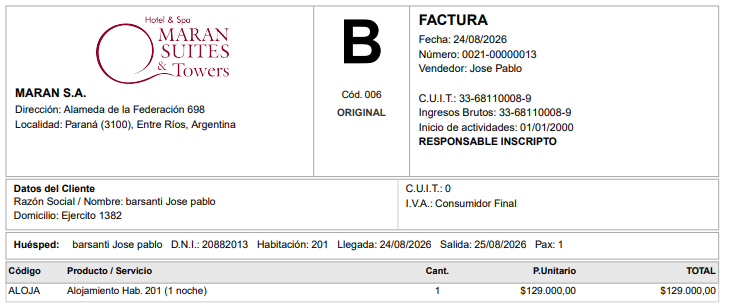 Hotel & Spa
MARAN
SUITES
& Towers
MARAN S.A.
Dirección: Alameda de la Federación 698
Localidad: Paraná (3100), Entre Ríos, Argentina
B
Cód. 006
ORIGINAL
FACTURA
Fecha: 24/08/2026
Número: 0021-00000013
Vendedor: Jose Pablo
C.U.I.T.: 33-68110008-9
Ingresos Brutos: 33-68110008-9
Inicio de actividades: 01/01/2000
RESPONSABLE INSCRIPTO
Datos del Cliente
Razón Social / Nombre: barsanti Jose pablo
Domicilio: Ejercito 1382
C.U.I.T.: 0
I.V.A.: Consumidor Final
Huésped: barsanti Jose pablo D.N.I.: 20882013 Habitación: 201 Llegada: 24/08/2026 Salida: 25/08/2026 Pax: 1
Código Producto / Servicio Cant. P.Unitario TOTAL
ALOJA Alojamiento Hab. 201 (1 noche) 1 $129.000,00 $129.000,00